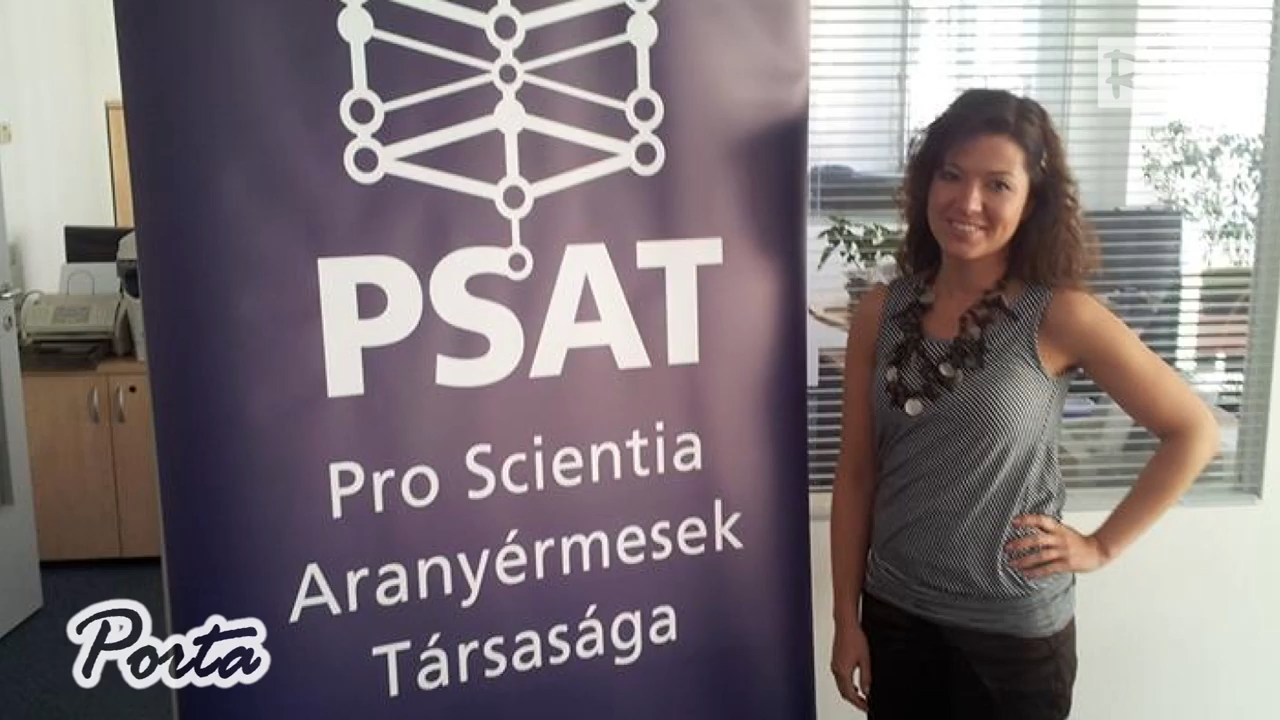 PSAT
Pro Scientia
Aranyérmesek
Társasága
Porta